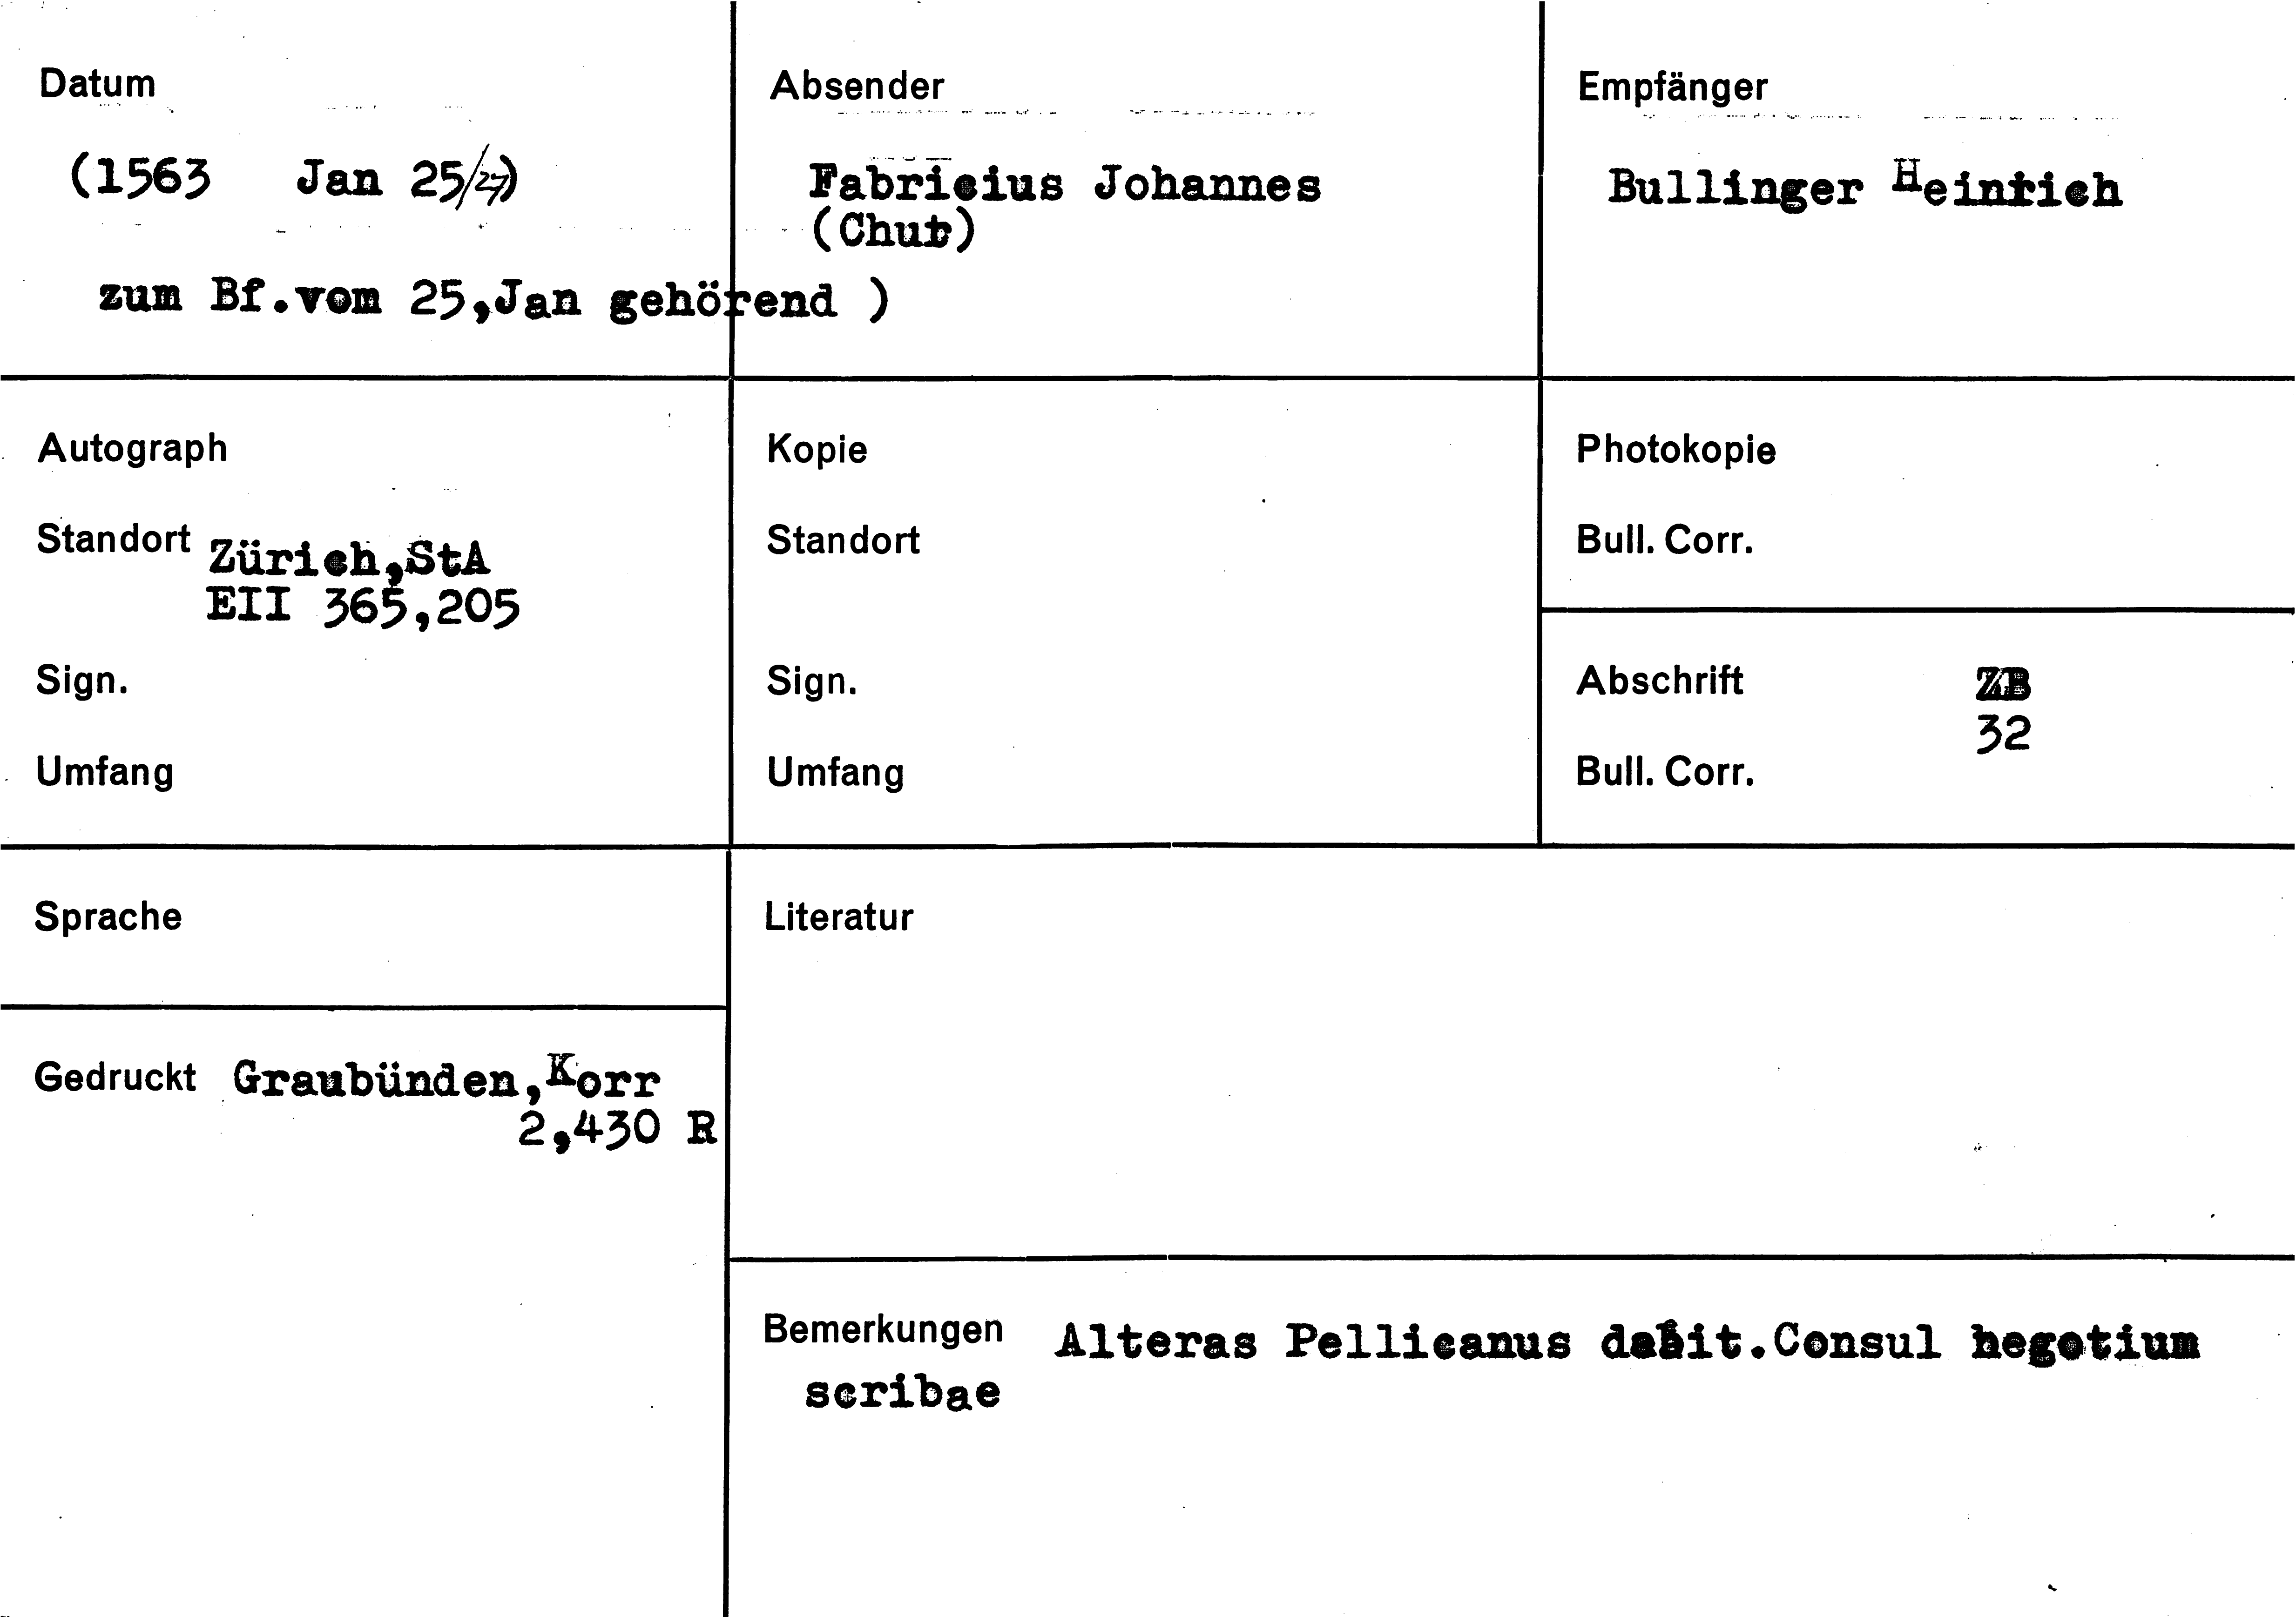 Datum
(1563 Jan 25/27)
zum Bf.vom 25,Jan gehörend )
Absender
Fabricius Johannes
(Chur)
Empfänger
Bullinger Heinrich
Autograph
Standort Zürich,StA
EII 365,205
Sign.
Umfang
Kopie
Standort
Sign.
Umfang
Photokopie
Bull. Corr.
Abschrift ZB
32
Bull. Corr.
Sprache
Gedruckt Graubünden,Korr
2,430 R
Literatur
Bemerkungen Alteras Pellicanus dabit.Consul negotium
scribae